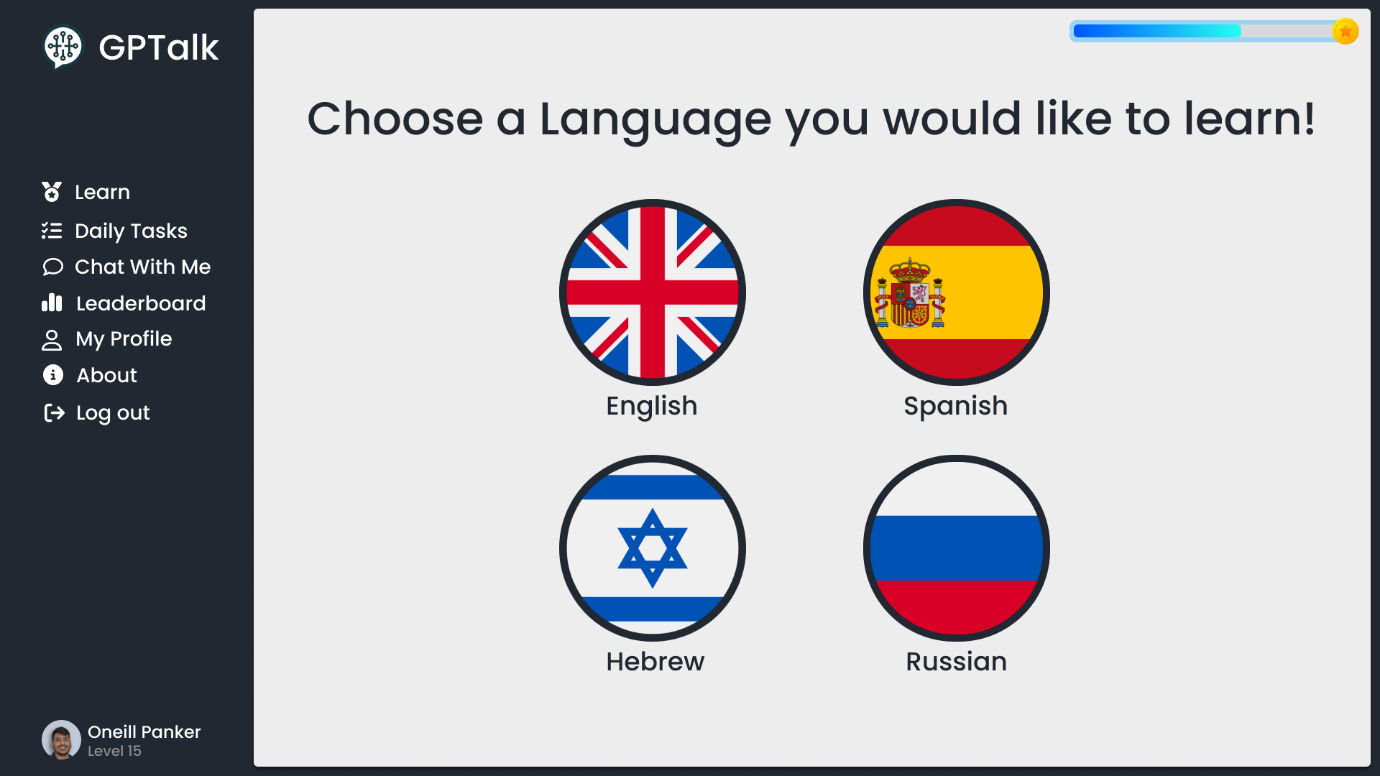 GPTalk
Learn
Daily Tasks
Chat With Me
Leaderboard
My Profile
About
Log out
Oneill Panker
Level 15
Choose a Language you would like to learn!
English
Spanish
Hebrew
Russian